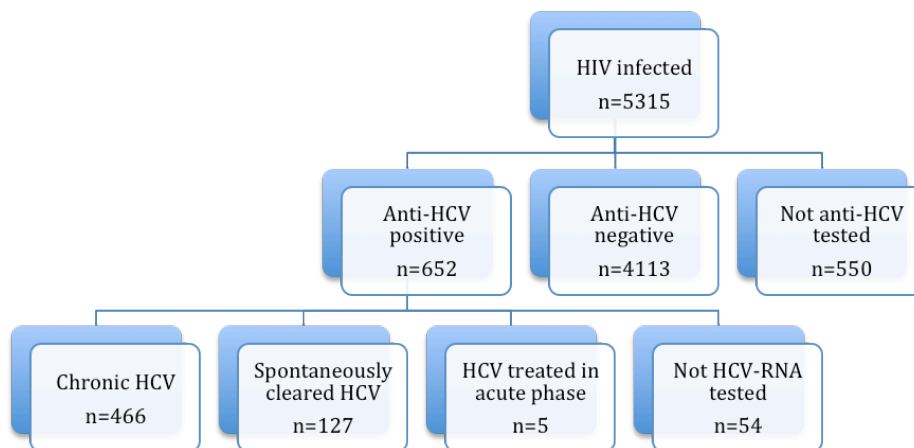 HIV infected
n=5315
Anti-HCV
positive
n=652
Anti-HCV
negative
n=4113
Not anti-HCV
tested
n=550
Chronic HCV
n=466
Spontaneously
cleared HCV
n=127
HCV treated in
acute phase
n=5
Not HCV-RNA
tested
n=54